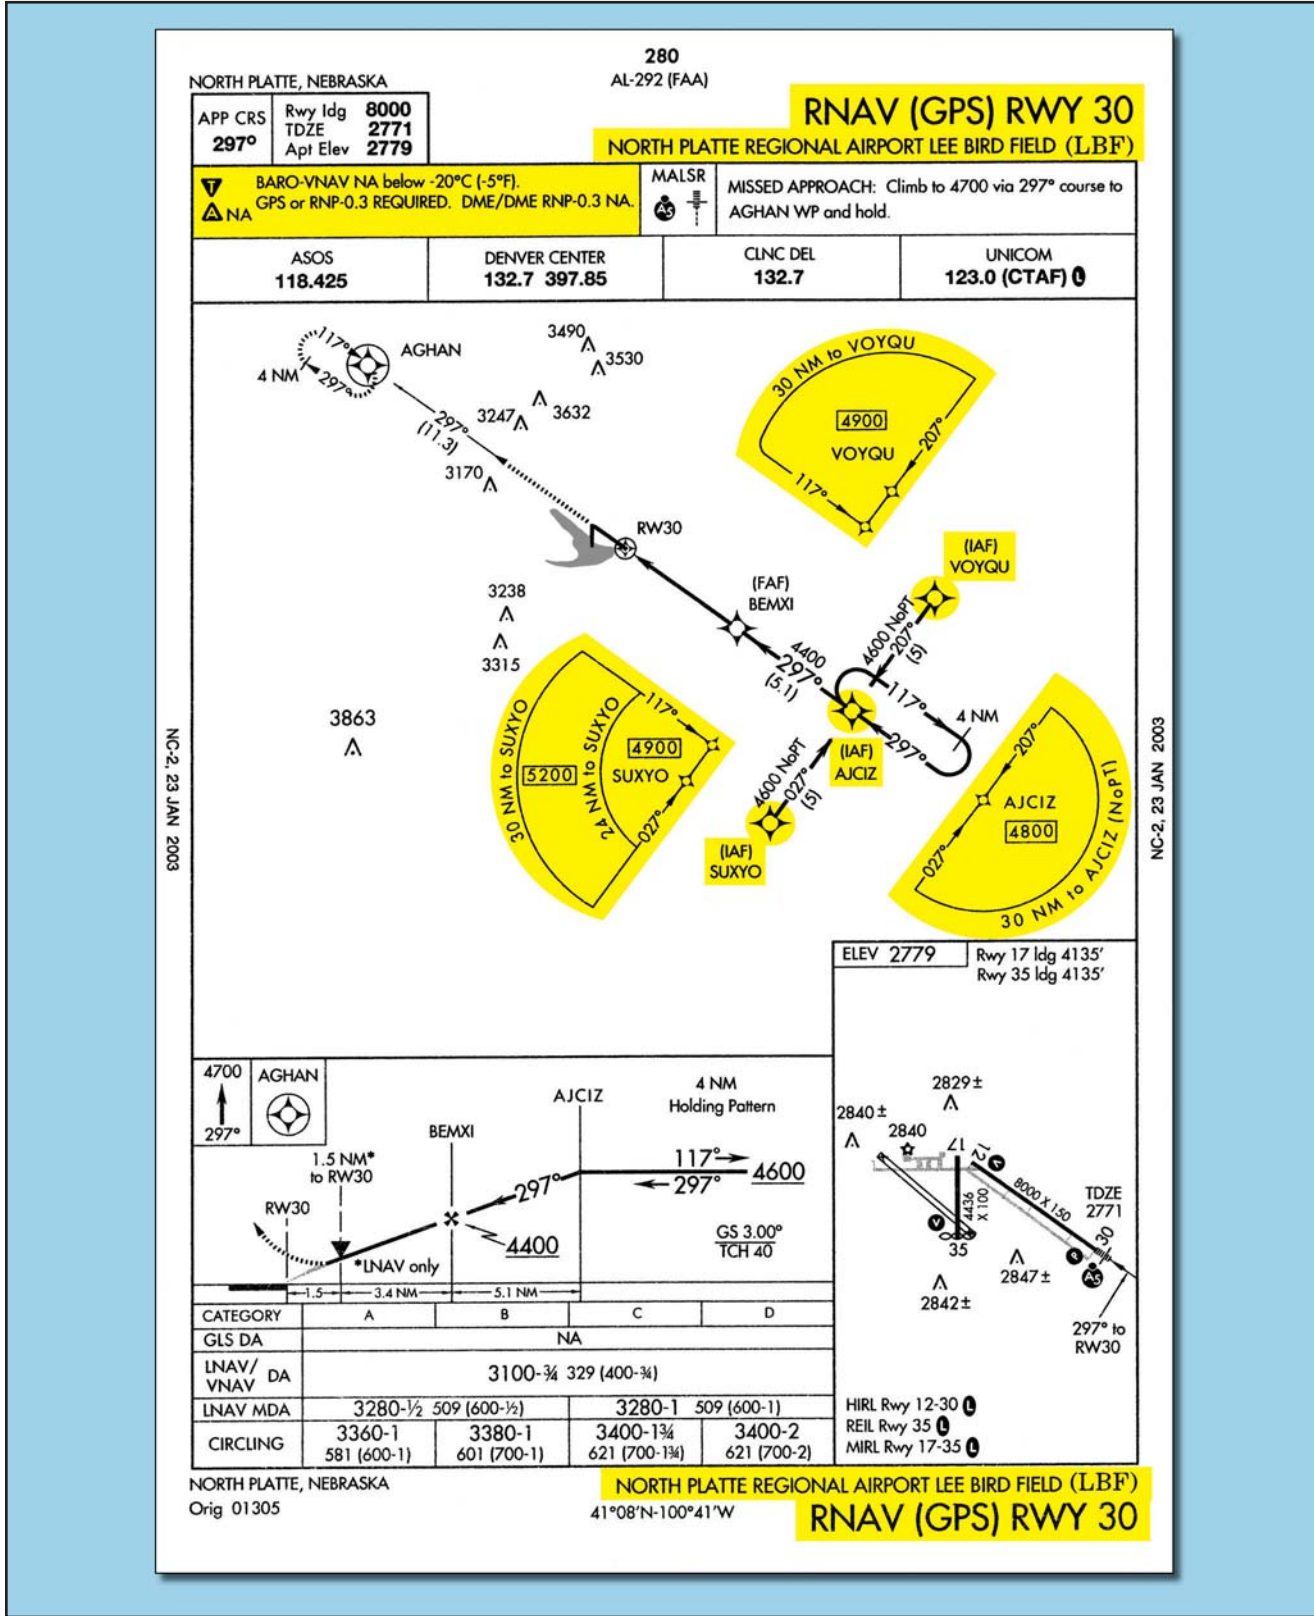 280
AL-292 (FAA)
NORTH PLATTE, NEBRASKA
APP CRS
297°
Rwy ldg 8000
TDZE 2771
Apt Elev 2779
RNAV (GPS) RWY 30
NORTH PLATTE REGIONAL AIRPORT LEE BIRD FIELD (LBF)
T
A NA
BARO-VNAV NA below -20°C (-5°F).
GPS or RNP-0.3 REQUIRED. DME/DME RNP-0.3 NA.
MALSR
A5
MISSED APPROACH: Climb to 4700 via 297° course to
AGHAN WP and hold.
ASOS
118.425
DENVER CENTER
132.7 397.85
CLNC DEL
132.7
UNICOM
123.0 (CTAF) L
117°
AGHAN
4 NM
297°
3490
3530
3247
3632
297°
(11.3)
3170
30 NM to VOYQU
4900
VOYQU
207°
117°
RW30
(IAF)
VOYQU
(FAF)
BEMXI
3238
3315
4600 NoPT
207°
(5)
4400
297°
(5.1)
117°
4 NM
297°
3863
30 NM to SUXYO
5200
24 NM to SUXYO
4900
SUXYO
117°
027°
4600 NoPT
027°
(5)
(IAF)
AJCIZ
(IAF)
SUXYO
207°
AJCIZ
4800
027°
30 NM to AJCIZ (NoPT)
NC-2, 23 JAN 2003
NC-2, 23 JAN 2003
ELEV 2779
Rwy 17 ldg 4135'
Rwy 35 ldg 4135'
2829±
2840±
2840
17
12
V
8000 X 150
4436
X 100
TDZE
2771
V
35
30
P
A5
2847±
2842±
297° to
RW30
HIRL Rwy 12-30 L
REIL Rwy 35 L
MIRL Rwy 17-35 L
4700
297°
AGHAN
AJCIZ
4 NM
Holding Pattern
BEMXI
1.5 NM*
to RW30
117°
297°
4600
297°
RW30
4400
GS 3.00°
TCH 40
*LNAV only
1.5
3.4 NM
5.1 NM
CATEGORY A B C D
GLS DA NA
LNAV/
VNAV DA 3100-¾ 329 (400-¾)
LNAV MDA 3280-½ 509 (600-½) 3280-1 509 (600-1)
CIRCLING
3360-1 3380-1 3400-1¾ 3400-2
581 (600-1) 601 (700-1) 621 (700-1¾) 621 (700-2)
NORTH PLATTE, NEBRASKA
Orig 01305
41°08'N-100°41'W
NORTH PLATTE REGIONAL AIRPORT LEE BIRD FIELD (LBF)
RNAV (GPS) RWY 30